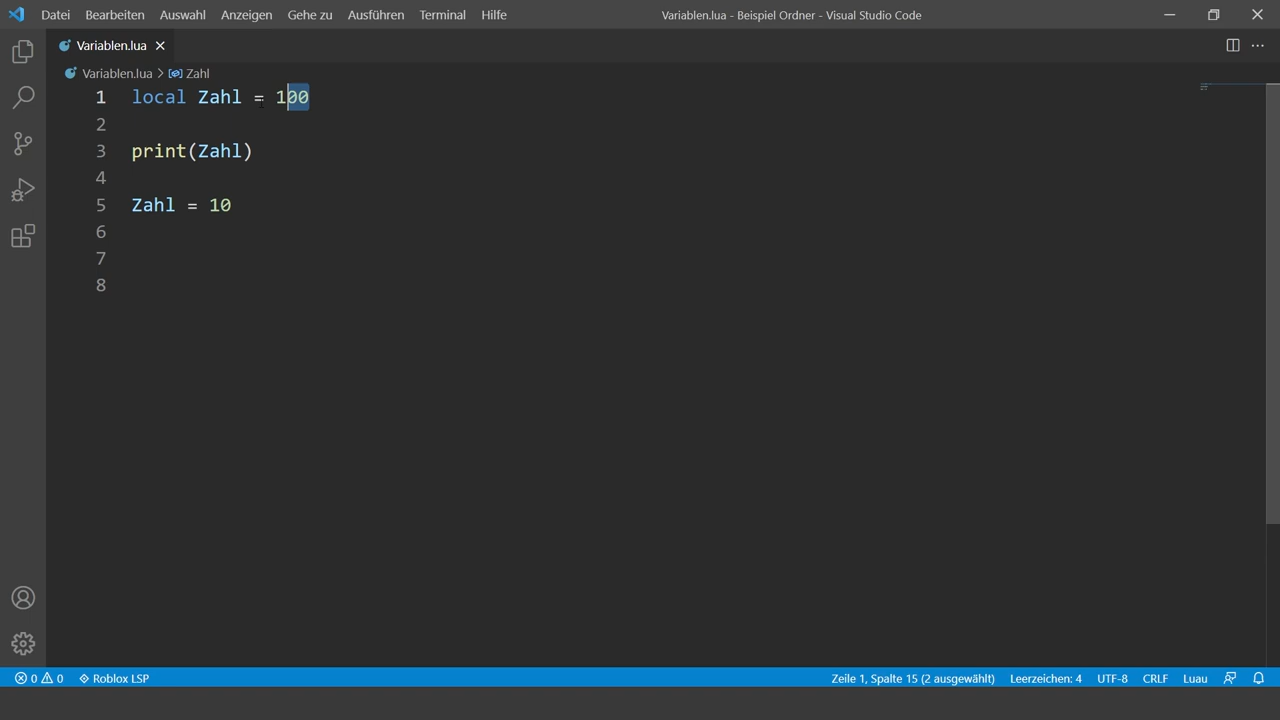 Datei Bearbeiten Auswahl Anzeigen Gehe zu Ausführen Terminal Hilfe Variablen.lua - Beispiel Ordner - Visual Studio Code
Variablen.lua
Variablen.lua > Zahl
1 local Zahl = 100
2
3 print(Zahl)
4
5 Zahl = 10
6
7
8
0 0 Roblox LSP Zeile 1, Spalte 15 (2 ausgewählt) Leerzeichen: 4 UTF-8 CRLF Luau